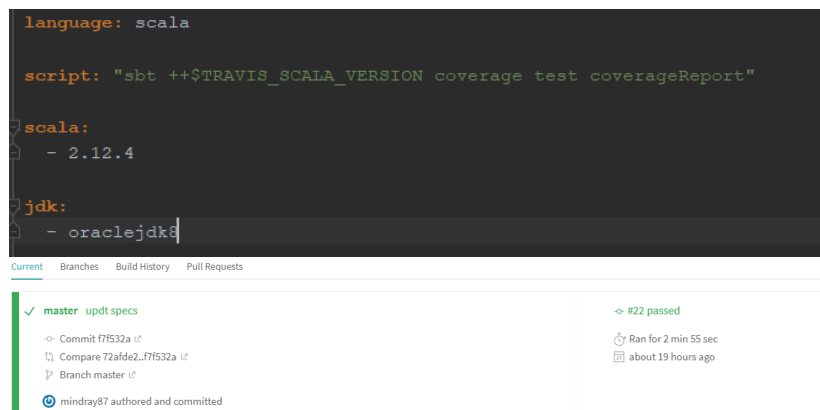 language: scala
script: "sbt ++$TRAVIS_SCALA_VERSION coverage test coverageReport"
scala:
- 2.12.4
jdk:
- oraclejdk8
Current Branches Build History Pull Requests
master updt specs
#22 passed
Commit f7f532a
Ran for 2 min 55 sec
Compare 72afde2..f7f532a
about 19 hours ago
Branch master
mindray87 authored and committed